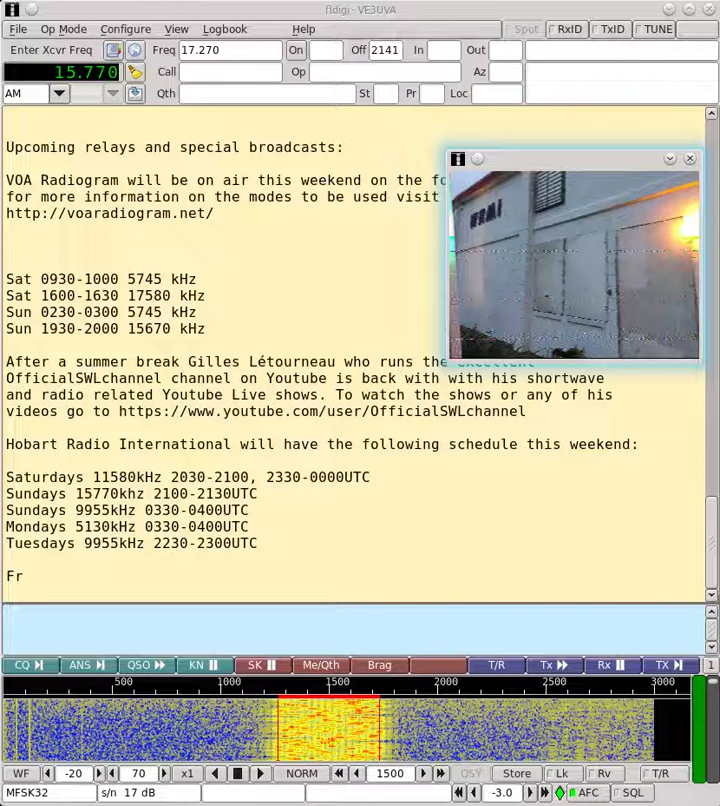 fldigi - VE3UVA
File Op Mode Configure View Logbook Help Spot RxID TxID TUNE
Enter Xcvr Freq Freq 17.270 On Off 2141 In Out
15.770 Call Op Az
AM Qth St Pr Loc
Upcoming relays and special broadcasts:
VOA Radiogram will be on air this weekend on the fo
for more information on the modes to be used visit
http://voaradiogram.net/
WRMI
Sat 0930-1000 5745 kHz
Sat 1600-1630 17580 kHz
Sun 0230-0300 5745 kHz
Sun 1930-2000 15670 kHz
After a summer break Gilles Létourneau who runs the excellent
OfficialSWLchannel channel on Youtube is back with with his shortwave
and radio related Youtube Live shows. To watch the shows or any of his
videos go to https://www.youtube.com/user/OfficialSWLchannel
Hobart Radio International will have the following schedule this weekend:
Saturdays 11580kHz 2030-2100, 2330-0000UTC
Sundays 15770khz 2100-2130UTC
Sundays 9955kHz 0330-0400UTC
Mondays 5130kHz 0330-0400UTC
Tuesdays 9955kHz 2230-2300UTC
Fr
CQ ANS QSO KN SK Me/Qth Brag T/R Tx Rx TX 1
500 1000 1500 2000 2500 3000
WF -20 70 x1 NORM 1500 QSY Store Lk Rv T/R
MFSK32 s/n 17 dB -3.0 AFC SQL